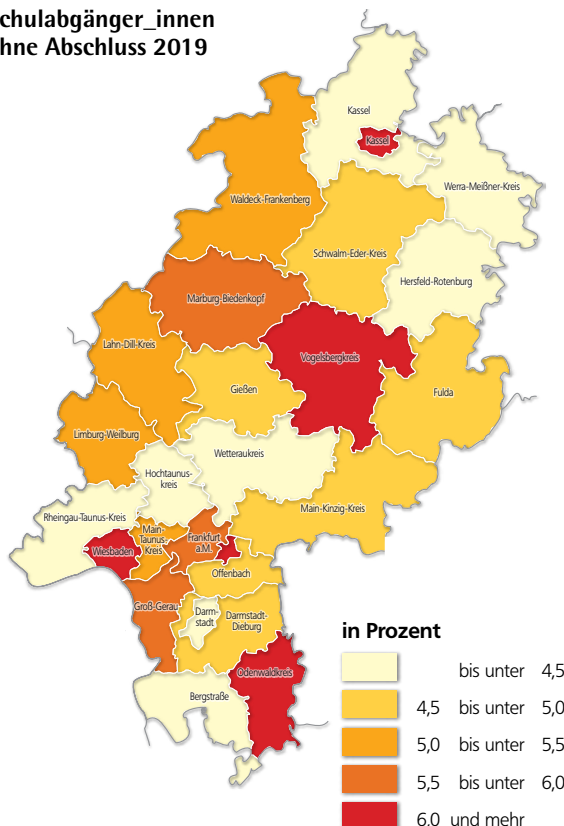 chulabgänger_innen
hne Abschluss 2019
Kassel
Kassel
Werra-Meißner-Kreis
Waldeck-Frankenberg
Schwalm-Eder-Kreis
Hersfeld-Rotenburg
Marburg-Biedenkopf
Lahn-Dill-Kreis
Vogelsbergkreis
Gießen
Fulda
Limburg-Weilburg
Wetteraukreis
Hochtaunus-
kreis
Main-Kinzig-Kreis
Rheingau-Taunus-Kreis
Main-
Taunus-
Kreis
Frankfurt
a.M.
Wiesbaden
Offenbach
Groß-Gerau
Darm-
stadt
Darmstadt-
Dieburg
Odenwaldkreis
Bergstraße
in Prozent
bis unter 4,5
4,5 bis unter 5,0
5,0 bis unter 5,5
5,5 bis unter 6,0
6,0 und mehr